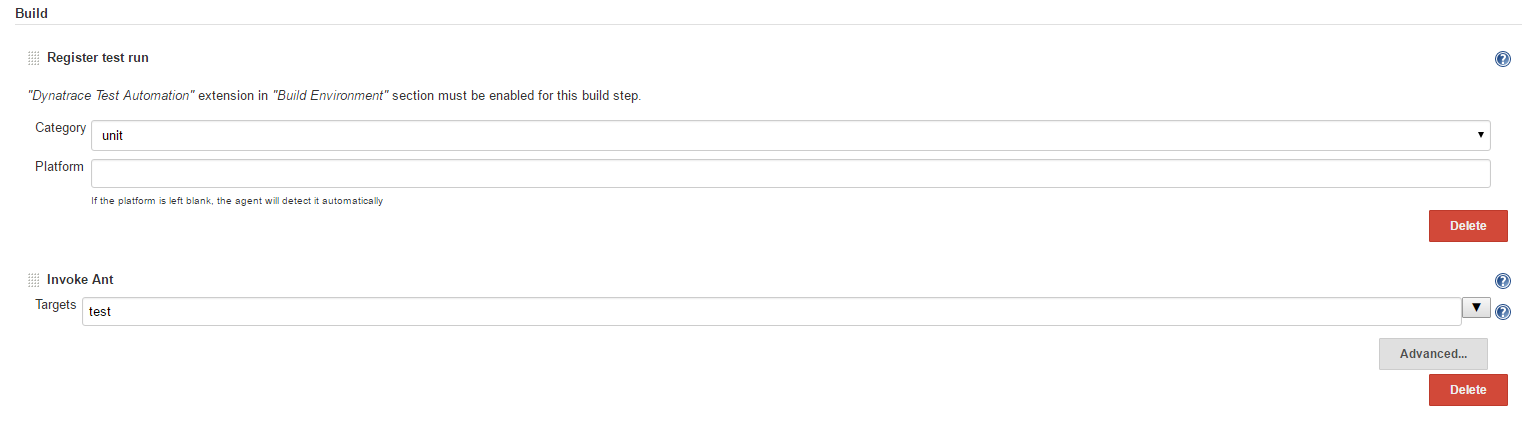 Build
Register test run
"Dynatrace Test Automation" extension in "Build Environment" section must be enabled for this build step.
Category
unit
Platform
If the platform is left blank, the agent will detect it automatically
Delete
Invoke Ant
Targets
test
Advanced...
Delete